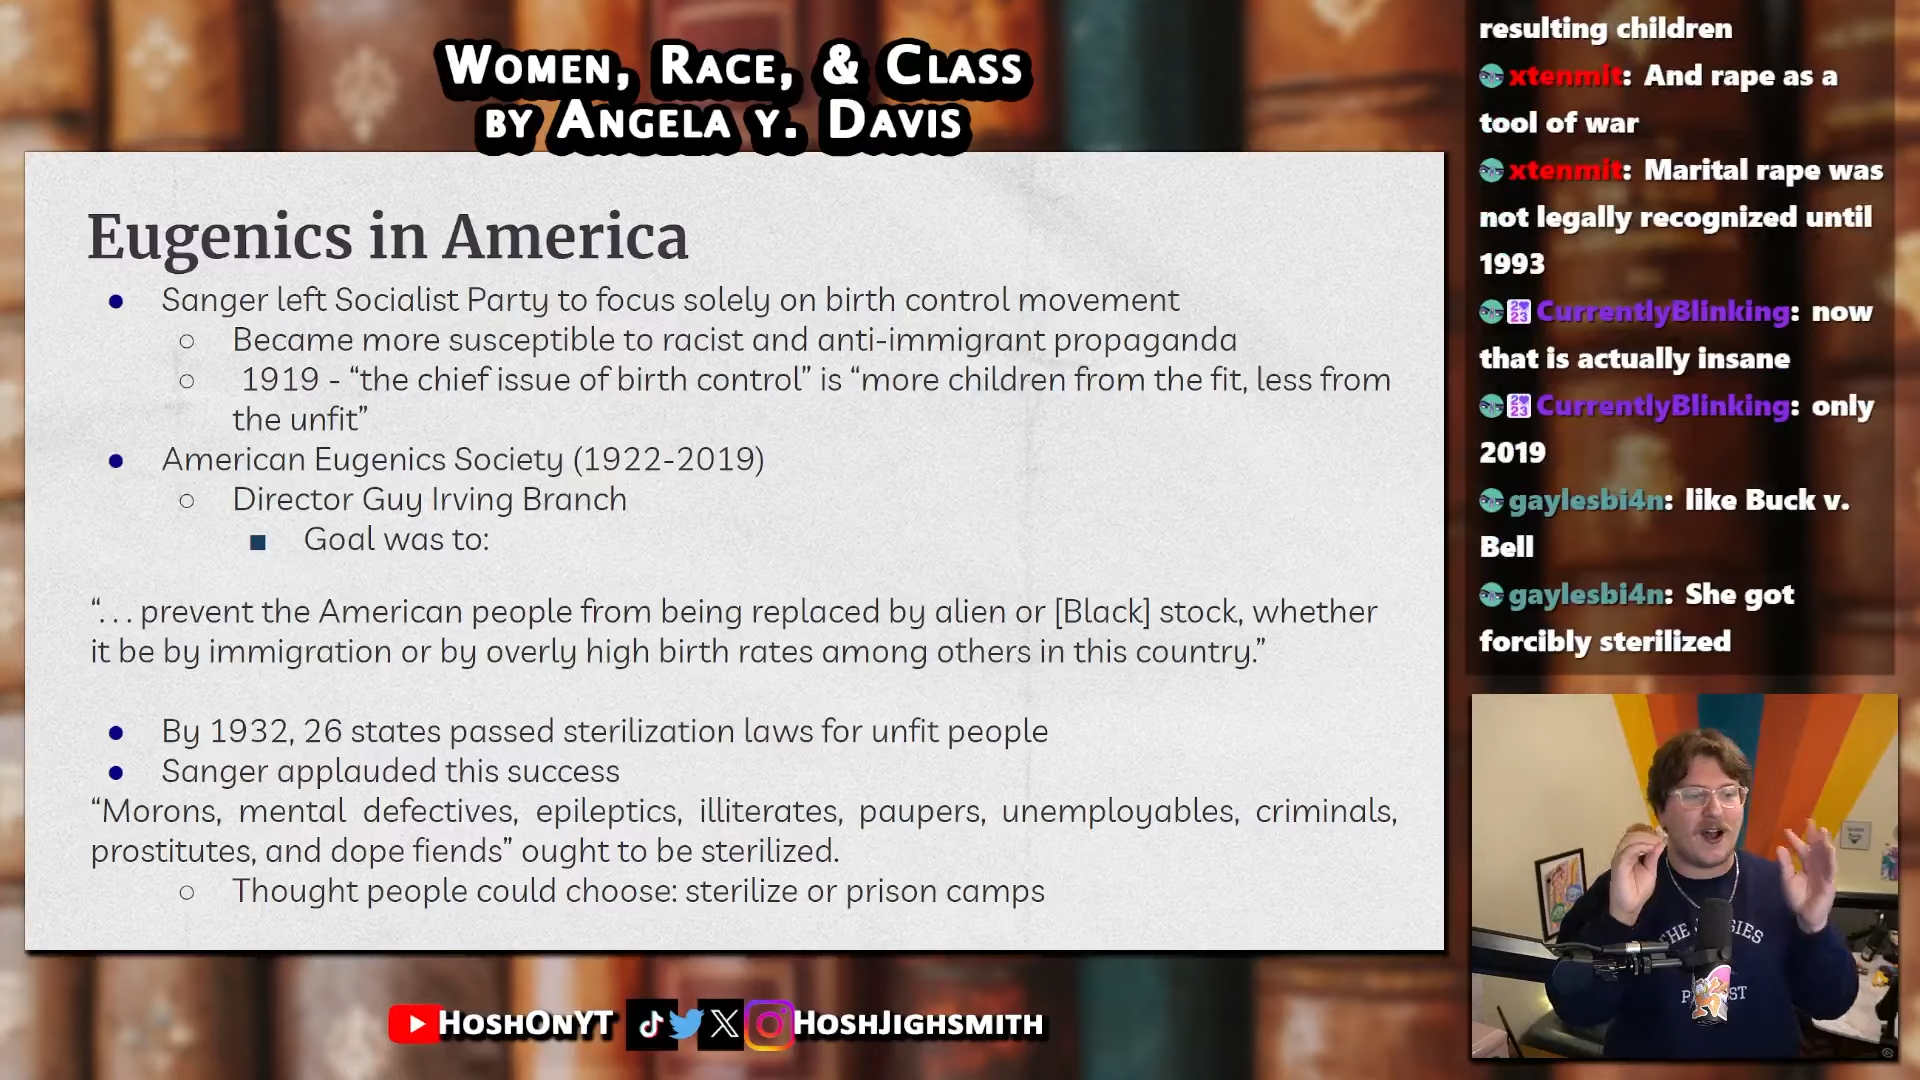 WOMEN, RACE, & CLASS
BY ANGELA Y. DAVIS
Eugenics in America
● Sanger left Socialist Party to focus solely on birth control movement
○ Became more susceptible to racist and anti-immigrant propaganda
○ 1919 - “the chief issue of birth control” is “more children from the fit, less from
the unfit”
● American Eugenics Society (1922-2019)
○ Director Guy Irving Branch
■ Goal was to:
“. . . prevent the American people from being replaced by alien or [Black] stock, whether
it be by immigration or by overly high birth rates among others in this country.”
● By 1932, 26 states passed sterilization laws for unfit people
● Sanger applauded this success
“Morons, mental defectives, epileptics, illiterates, paupers, unemployables, criminals,
prostitutes, and dope fiends” ought to be sterilized.
○ Thought people could choose: sterilize or prison camps
HOSHONYT
HOSHJIGHSMITH
resulting children
xtenmit: And rape as a
tool of war
xtenmit: Marital rape was
not legally recognized until
1993
CurrentlyBlinking: now
that is actually insane
CurrentlyBlinking: only
2019
gaylesbi4n: like Buck v.
Bell
gaylesbi4n: She got
forcibly sterilized